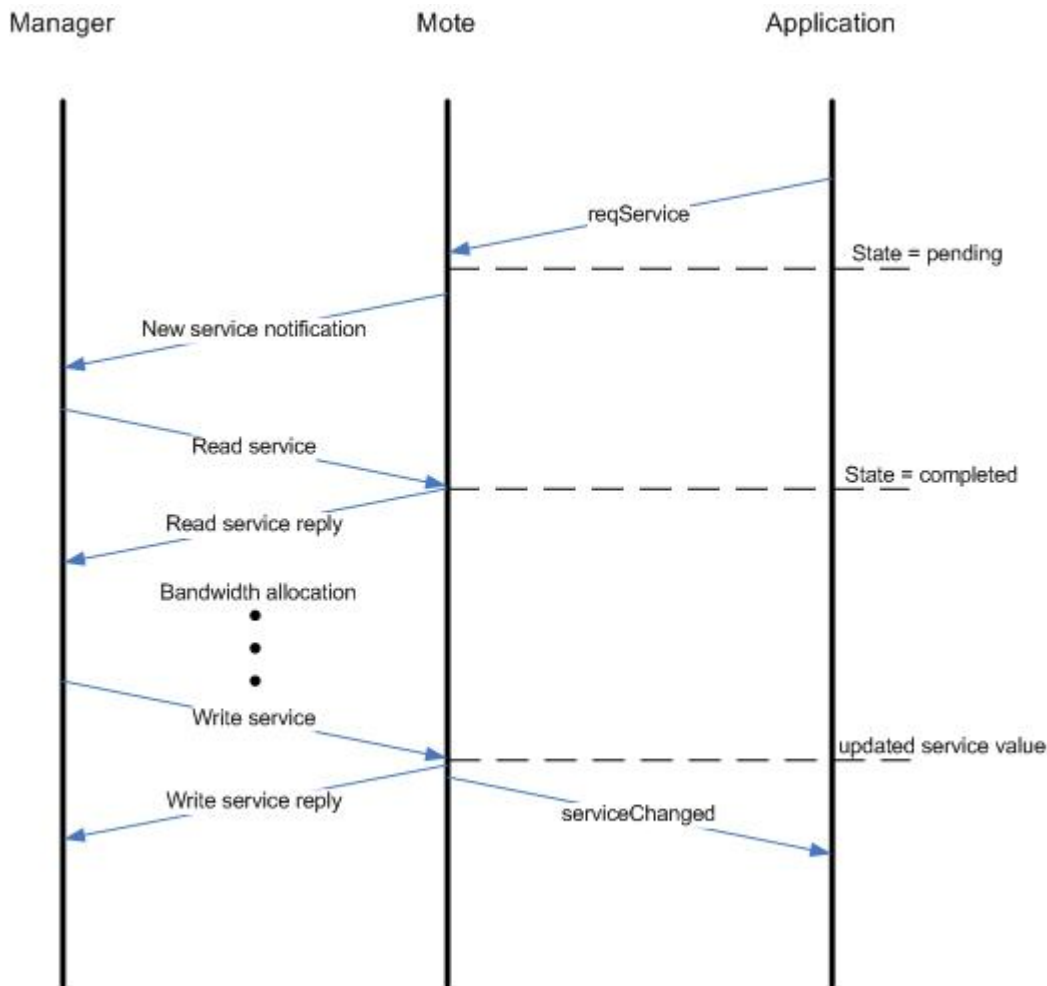 Manager
Mote
Application
reqService
State = pending
New service notification
Read service
State = completed
Read service reply
Bandwidth allocation
Write service
updated service value
Write service reply
serviceChanged